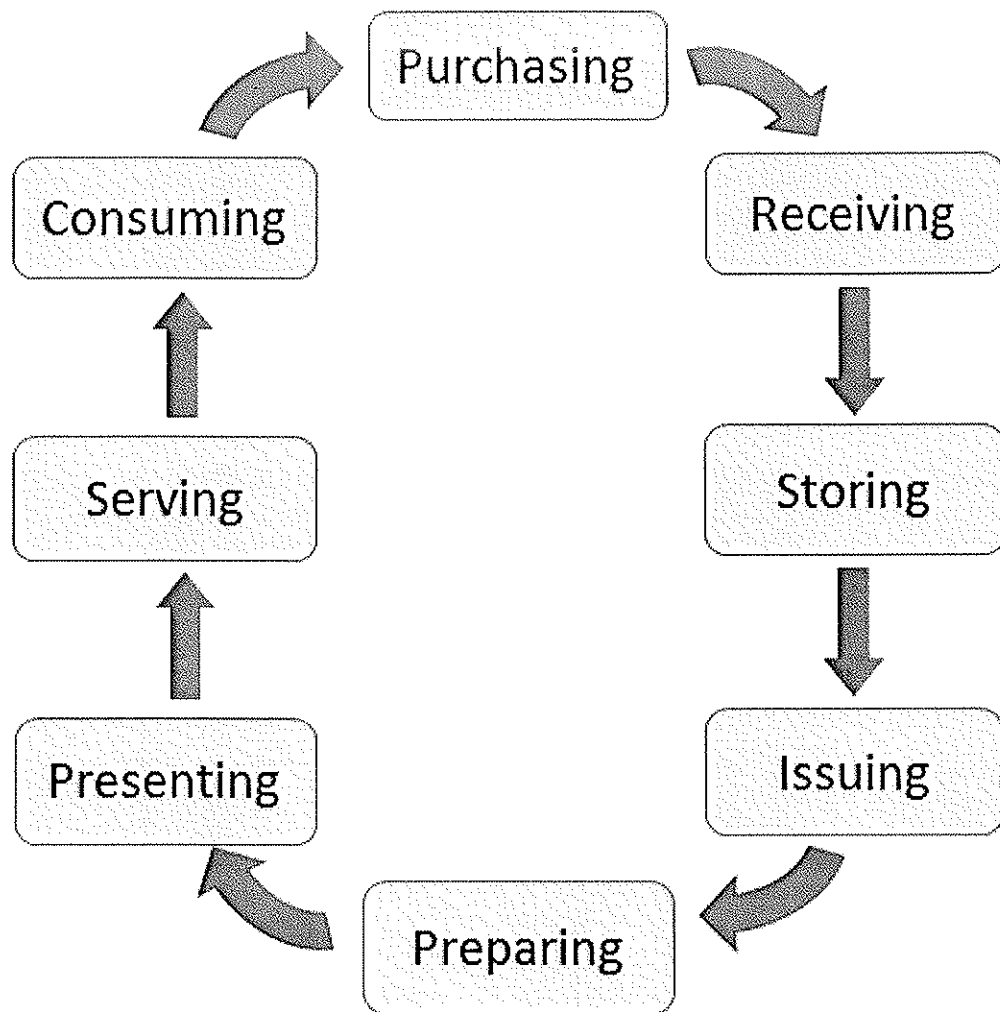 Purchasing
Receiving
Storing
Issuing
Preparing
Presenting
Serving
Consuming